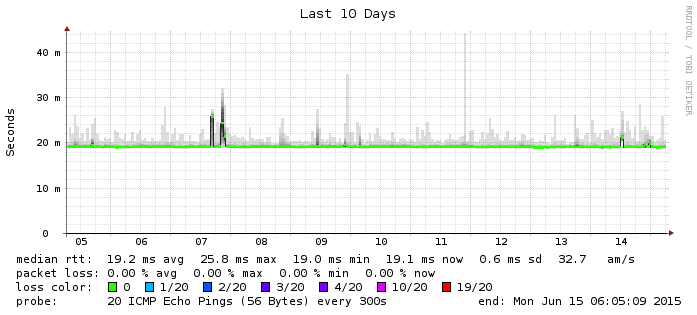 Last 10 Days
RRDTOOL / TOBI OETIKER
Seconds
40 m
30 m
20 m
10 m
0
05 06 07 08 09 10 11 12 13 14
median rtt: 19.2 ms avg 25.8 ms max 19.0 ms min 19.1 ms now 0.6 ms sd 32.7 am/s
packet loss: 0.00 % avg 0.00 % max 0.00 % min 0.00 % now
loss color: 0 1/20 2/20 3/20 4/20 10/20 19/20
probe: 20 ICMP Echo Pings (56 Bytes) every 300s end: Mon Jun 15 06:05:09 2015